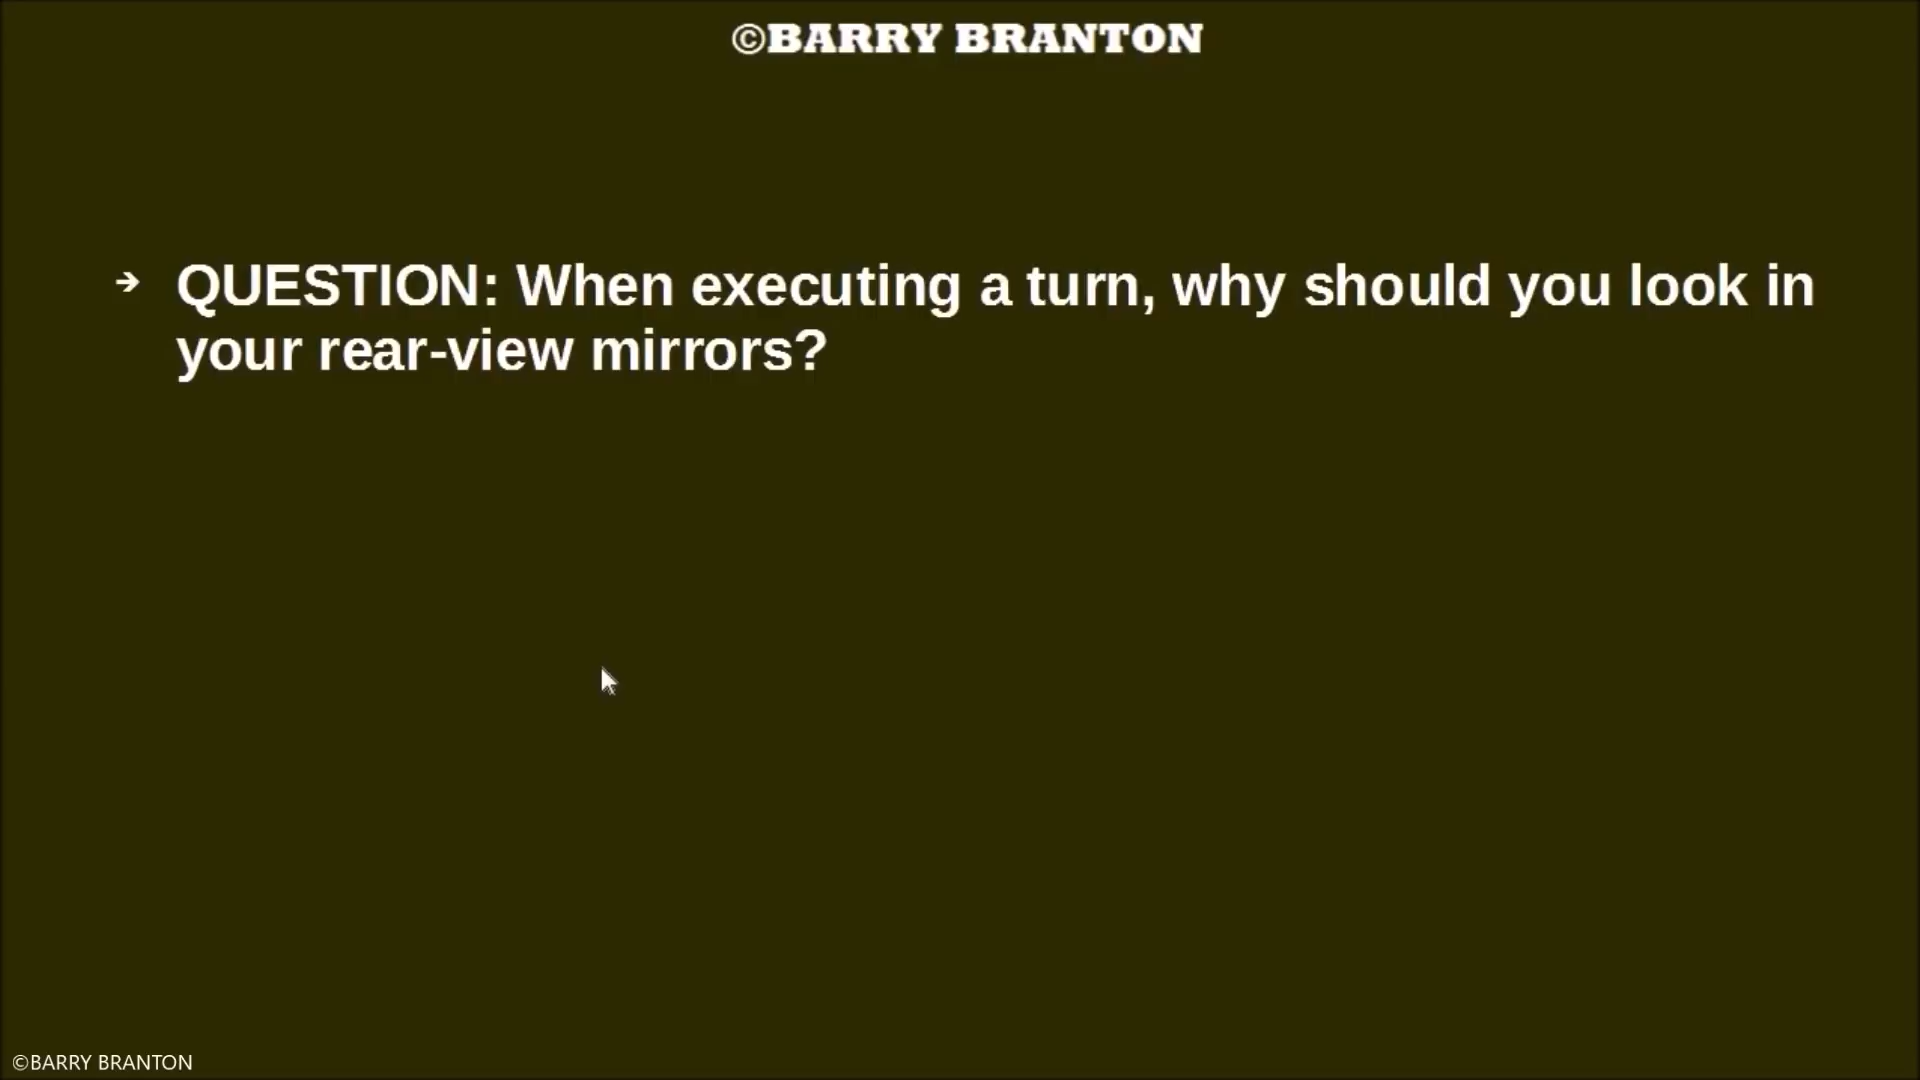 ©BARRY BRANTON
➔ QUESTION: When executing a turn, why should you look in
your rear-view mirrors?
©BARRY BRANTON